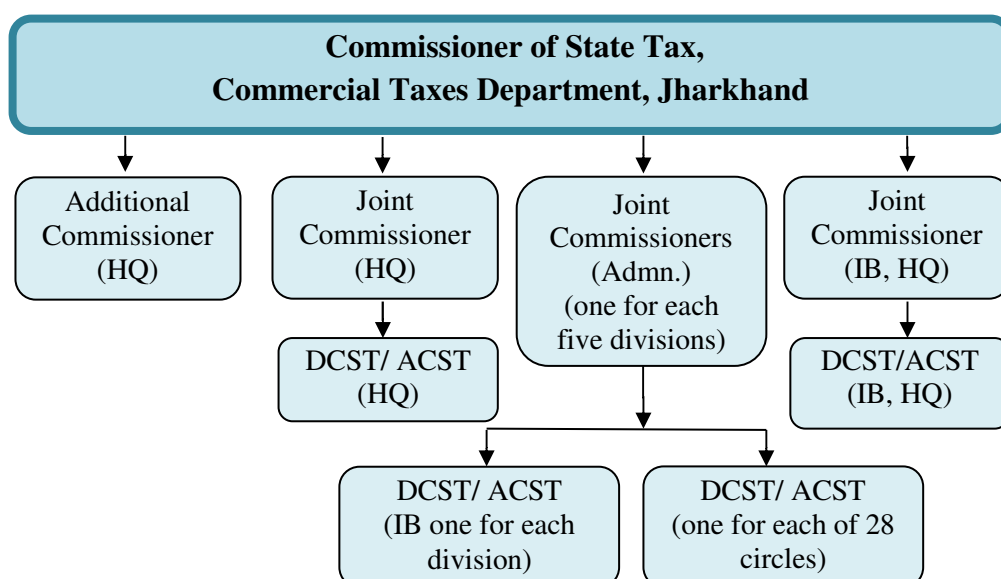 Commissioner of State Tax,
Commercial Taxes Department, Jharkhand
Additional
Commissioner
(HQ)
Joint
Commissioner
(HQ)
Joint
Commissioners
(Admn.)
(one for each
five divisions)
Joint
Commissioner
(IB, HQ)
DCST/ ACST
(HQ)
DCST/ACST
(IB, HQ)
DCST/ ACST
(IB one for each
division)
DCST/ ACST
(one for each of 28
circles)